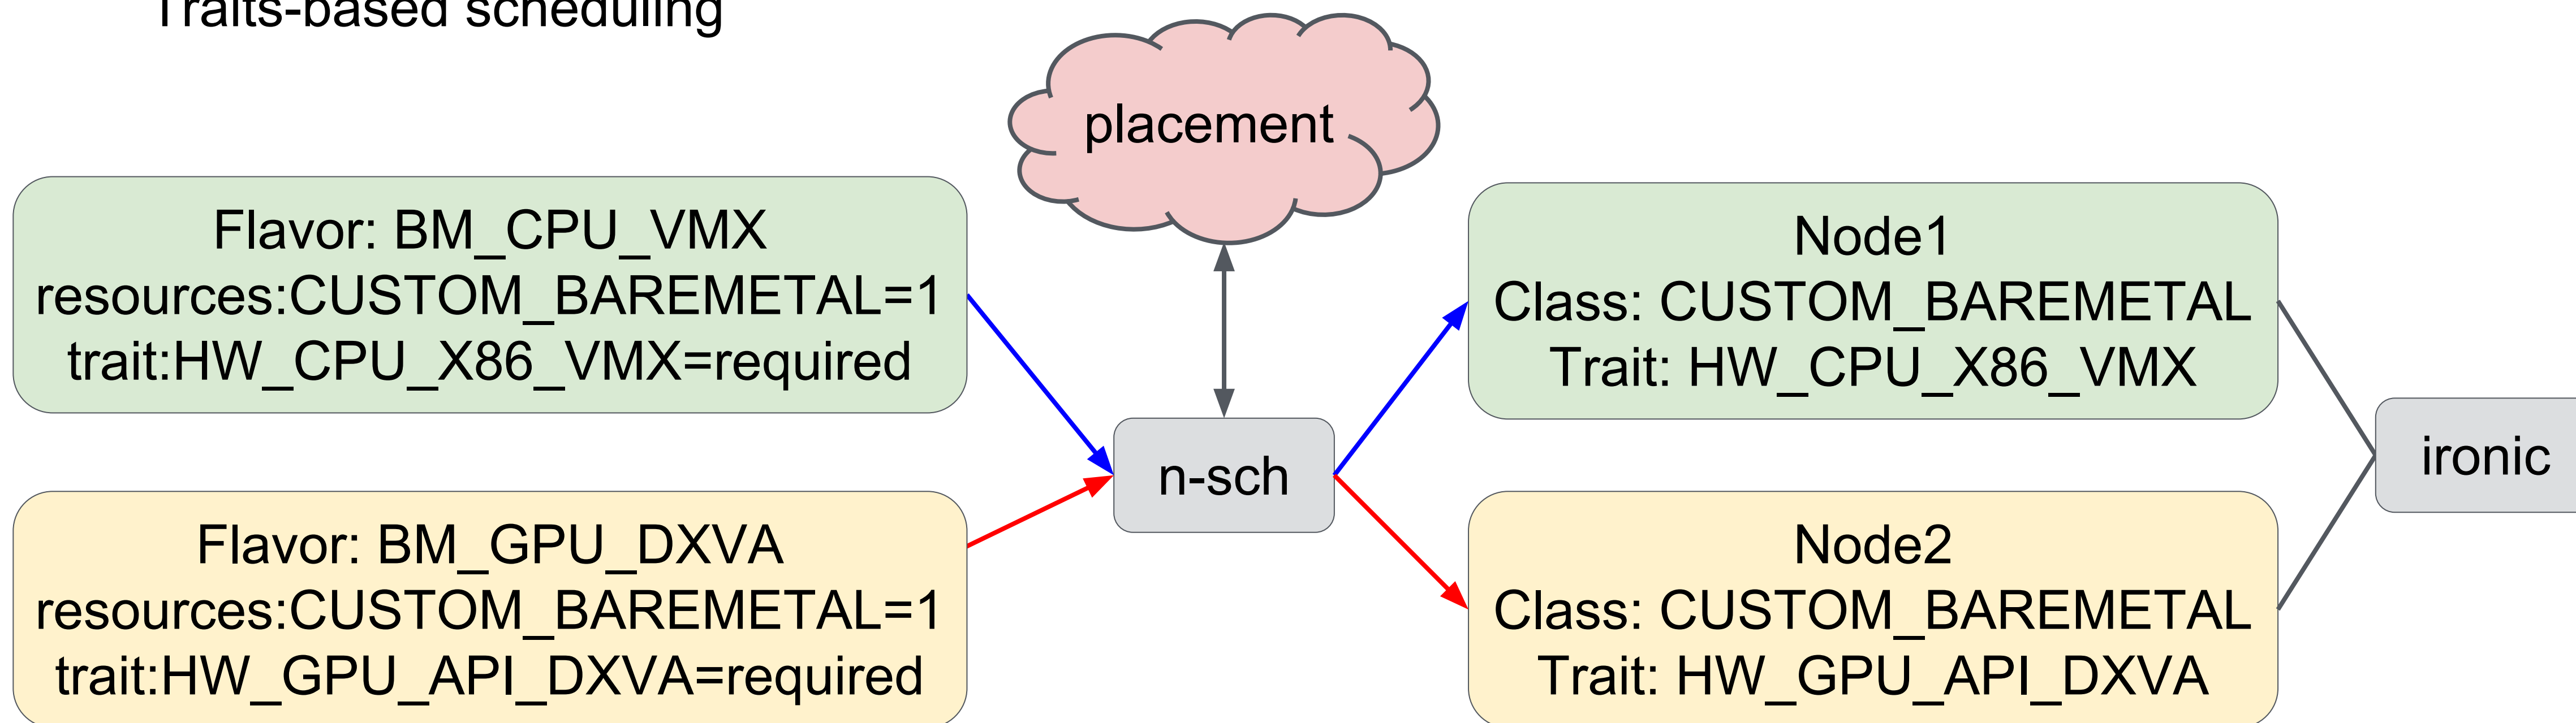 Traits-based scheduling
placement
Flavor: BM_CPU_VMX
resources:CUSTOM_BAREMETAL=1
trait:HW_CPU_X86_VMX=required
Node1
Class: CUSTOM_BAREMETAL
Trait: HW_CPU_X86_VMX
n-sch
ironic
Flavor: BM_GPU_DXVA
resources:CUSTOM_BAREMETAL=1
trait:HW_GPU_API_DXVA=required
Node2
Class: CUSTOM_BAREMETAL
Trait: HW_GPU_API_DXVA